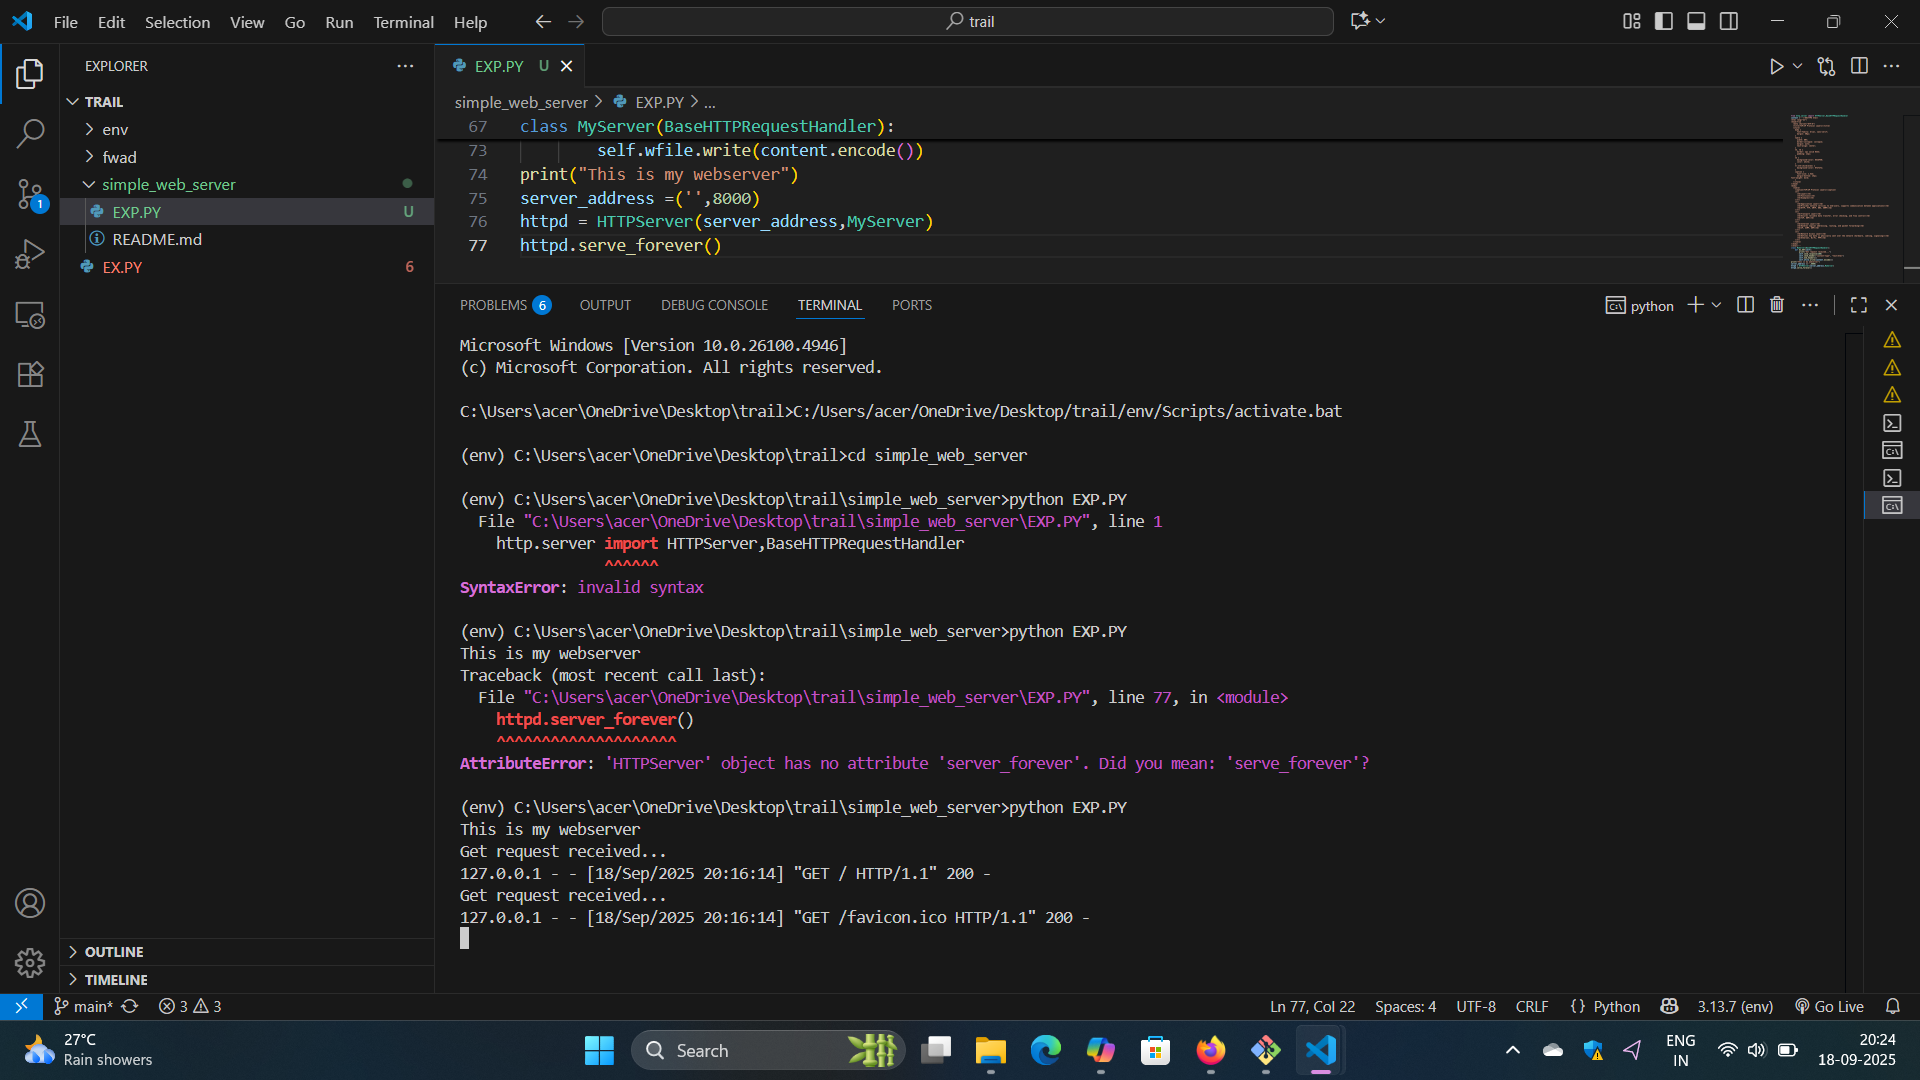 File Edit Selection View Go Run Terminal Help
trail
EXPLORER
TRAIL
env
fwad
simple_web_server
EXP.PY U
README.md
EX.PY 6
OUTLINE
TIMELINE
1
EXP.PY U
simple_web_server > EXP.PY > ...
67 class MyServer(BaseHTTPRequestHandler):
73 self.wfile.write(content.encode())
74 print("This is my webserver")
75 server_address =('',8000)
76 httpd = HTTPServer(server_address,MyServer)
77 httpd.serve_forever()
PROBLEMS 6 OUTPUT DEBUG CONSOLE TERMINAL PORTS
python
Microsoft Windows [Version 10.0.26100.4946]
(c) Microsoft Corporation. All rights reserved.
C:\Users\acer\OneDrive\Desktop\trail>C:/Users/acer/OneDrive/Desktop/trail/env/Scripts/activate.bat
(env) C:\Users\acer\OneDrive\Desktop\trail>cd simple_web_server
(env) C:\Users\acer\OneDrive\Desktop\trail\simple_web_server>python EXP.PY
File "C:\Users\acer\OneDrive\Desktop\trail\simple_web_server\EXP.PY", line 1
http.server import HTTPServer,BaseHTTPRequestHandler
^^^^^^
SyntaxError: invalid syntax
(env) C:\Users\acer\OneDrive\Desktop\trail\simple_web_server>python EXP.PY
This is my webserver
Traceback (most recent call last):
File "C:\Users\acer\OneDrive\Desktop\trail\simple_web_server\EXP.PY", line 77, in <module>
httpd.server_forever()
^^^^^^^^^^^^^^^^^^^^
AttributeError: 'HTTPServer' object has no attribute 'server_forever'. Did you mean: 'serve_forever'?
(env) C:\Users\acer\OneDrive\Desktop\trail\simple_web_server>python EXP.PY
This is my webserver
Get request received...
127.0.0.1 - - [18/Sep/2025 20:16:14] "GET / HTTP/1.1" 200 -
Get request received...
127.0.0.1 - - [18/Sep/2025 20:16:14] "GET /favicon.ico HTTP/1.1" 200 -
main* 3 3
Ln 77, Col 22 Spaces: 4 UTF-8 CRLF {} Python 3.13.7 (env) Go Live
27°C
Rain showers
Search
ENG
IN
20:24
18-09-2025